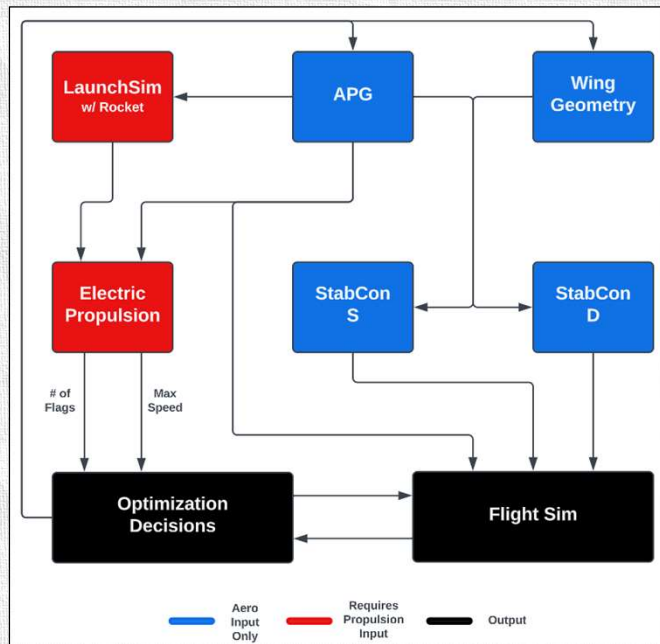 LaunchSim
w/ Rocket
APG
Wing
Geometry
Electric
Propulsion
StabCon
S
StabCon
D
# of
Flags
Max
Speed
Optimization
Decisions
Flight Sim
Aero
Input
Only
Requires
Propulsion
Input
Output